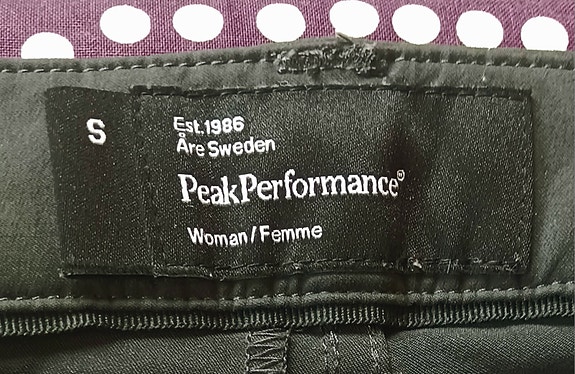 S
Est.1986
Åre Sweden
PeakPerformance®
Woman/Femme